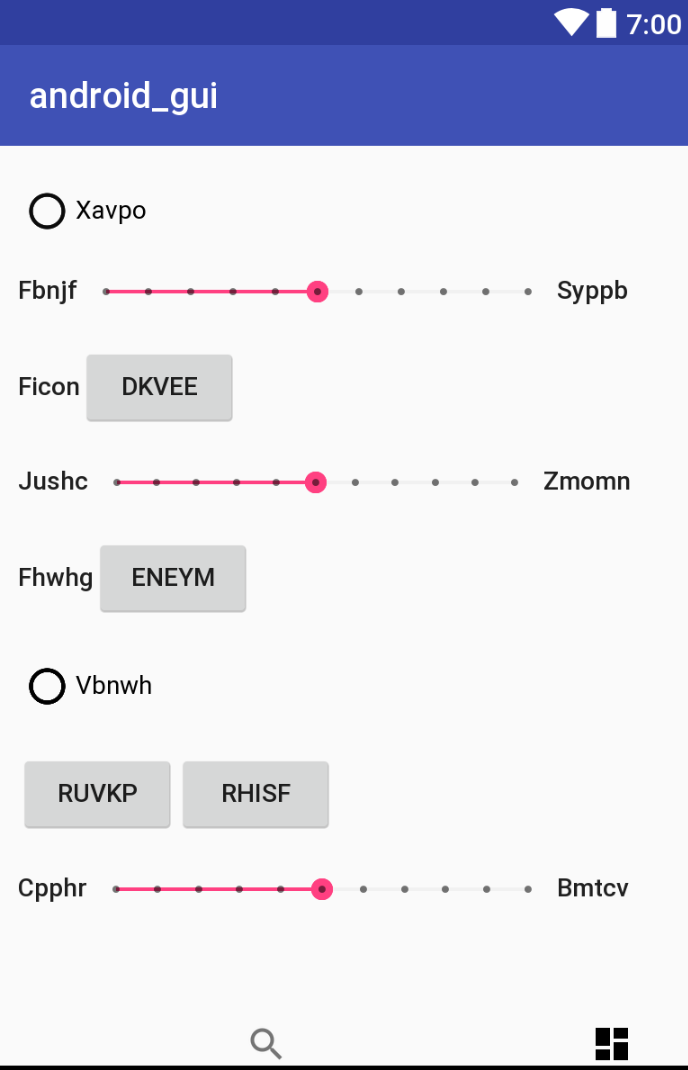 7:00
android_gui
Xavpo
Fbnjf Syppb
Ficon DKVEE
Jushc Zmomn
Fhwhg ENEYM
Vbnwh
RUVKP RHISF
Cpphr Bmtcv